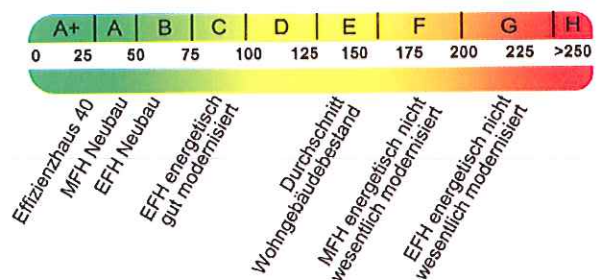 A+ A B C D E F G H
0 25 50 75 100 125 150 175 200 225 >250
Effizienzhaus 40
MFH Neubau
EFH Neubau
EFH energetisch
gut modernisiert
Durchschnitt
Wohngebäudebestand
MFH energetisch nicht
wesentlich modernisiert
EFH energetisch nicht
wesentlich modernisiert